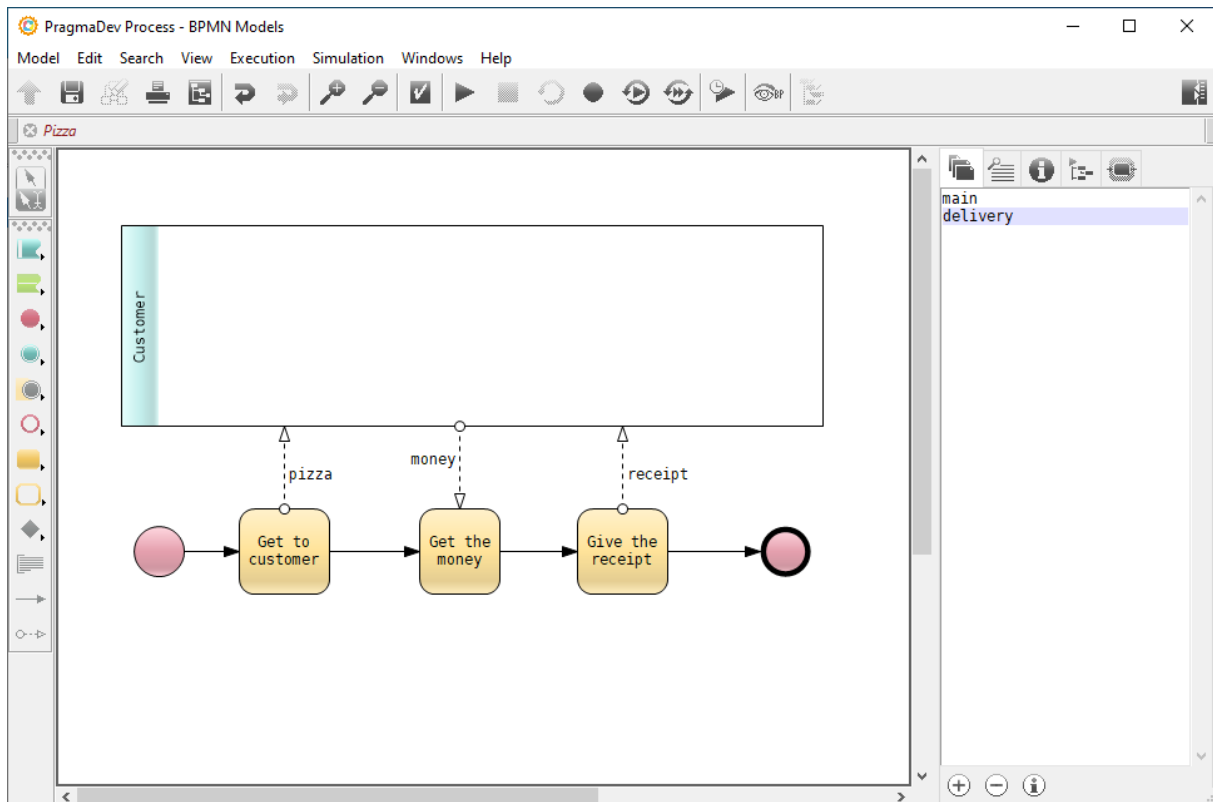 PragmaDev Process - BPMN Models
Model Edit Search View Execution Simulation Windows Help
BP
Pizza
main
delivery
Customer
pizza
money
receipt
Get to
customer
Get the
money
Give the
receipt